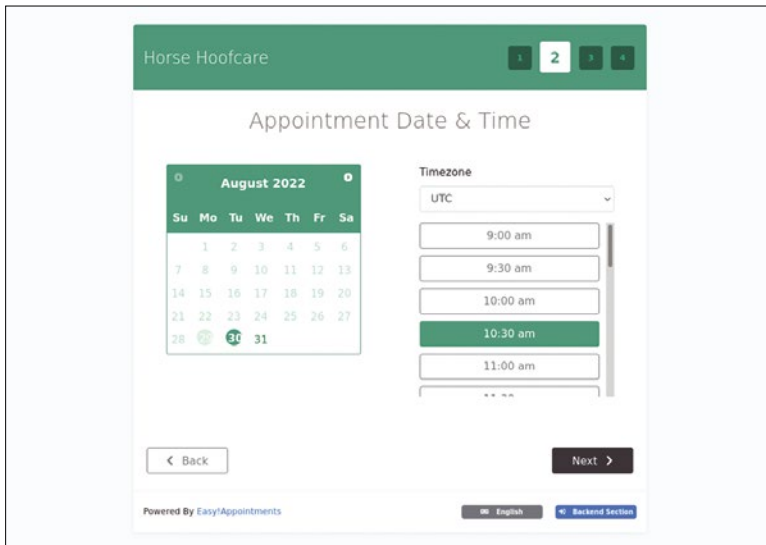 Horse Hoofcare
1 2 3 4
Appointment Date & Time
August 2022
Su Mo Tu We Th Fr Sa
1 2 3 4 5 6
7 8 9 10 11 12 13
14 15 16 17 18 19 20
21 22 23 24 25 26 27
28 29 30 31
Timezone
UTC
9:00 am
9:30 am
10:00 am
10:30 am
11:00 am
Back
Next
Powered By Easy!Appointments
English
Backend Section